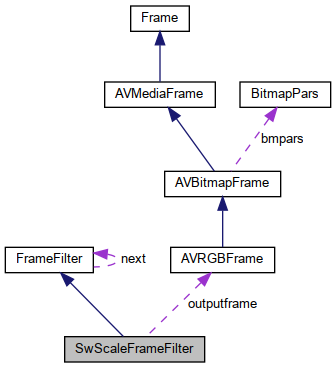 Frame
AVMediaFrame
BitmapPars
bmpars
AVBitmapFrame
FrameFilter
next
AVRGBFrame
outputframe
SwScaleFrameFilter